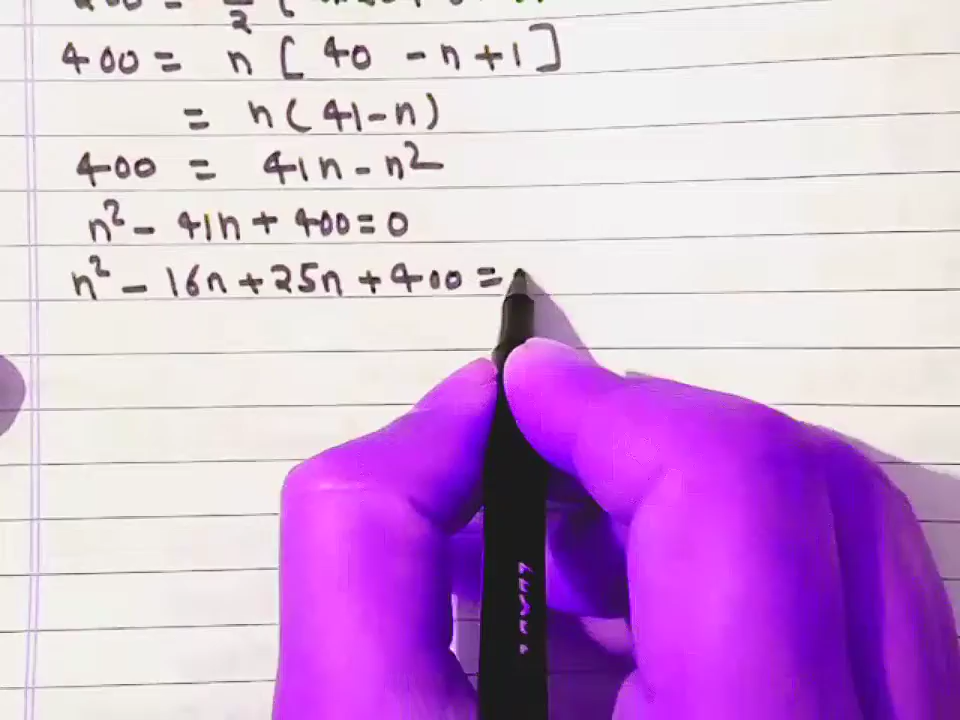 400 = n [ 40 - n + 1 ]
= n ( 41 - n )
400 = 41n - n²
n² - 41n + 400 = 0
n² - 16n + 25n + 400 =